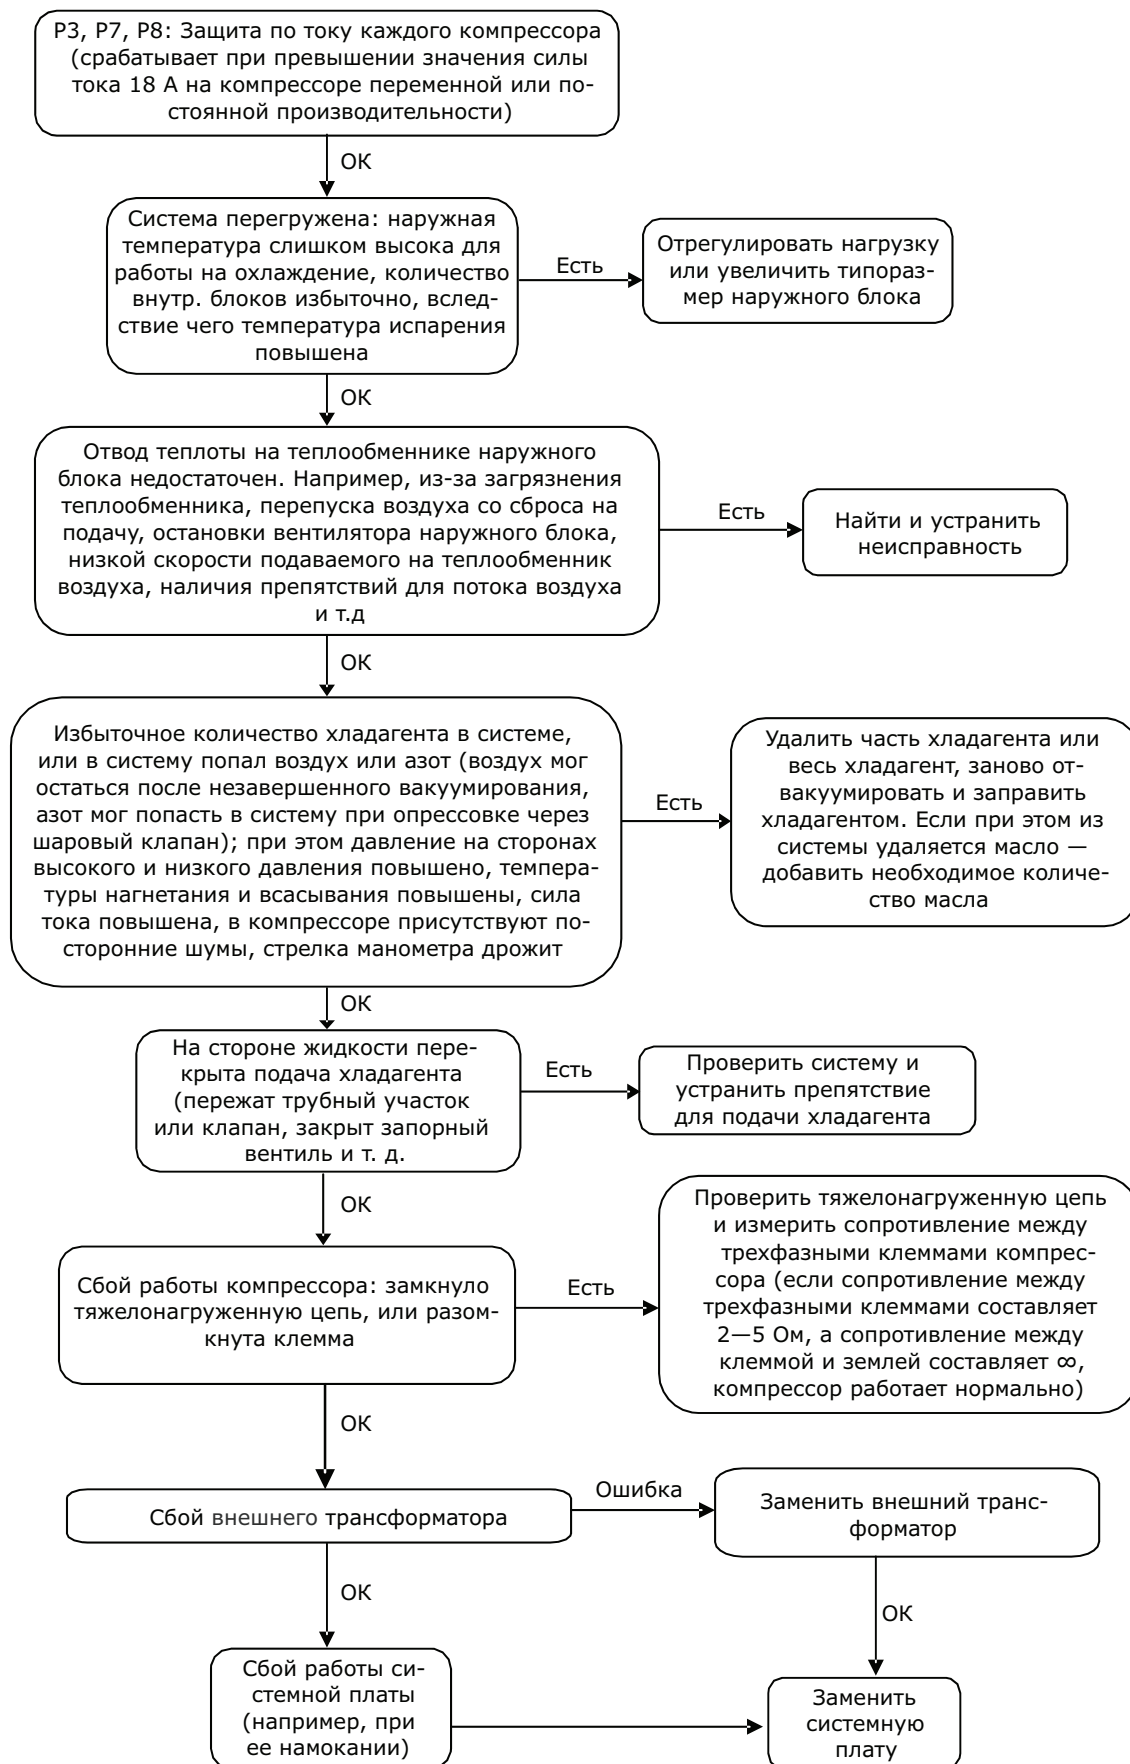 P3, P7, P8: Защита по току каждого компрессора
(срабатывает при превышении значения силы
тока 18 А на компрессоре переменной или по-
стоянной производительности)
ОК
Система перегружена: наружная
температура слишком высока для
работы на охлаждение, количество
внутр. блоков избыточно, вслед-
ствие чего температура испарения
повышена
Есть
Отрегулировать нагрузку
или увеличить типораз-
мер наружного блока
ОК
Отвод теплоты на теплообменнике наружного
блока недостаточен. Например, из-за загрязнения
теплообменника, перепуска воздуха со сброса на
подачу, остановки вентилятора наружного блока,
низкой скорости подаваемого на теплообменник
воздуха, наличия препятствий для потока воздуха
и т.д
Есть
Найти и устранить
неисправность
ОК
Избыточное количество хладагента в системе,
или в систему попал воздух или азот (воздух мог
остаться после незавершенного вакуумирования,
азот мог попасть в систему при опрессовке через
шаровый клапан); при этом давление на сторонах
высокого и низкого давления повышено, темпера-
туры нагнетания и всасывания повышены, сила
тока повышена, в компрессоре присутствуют по-
сторонние шумы, стрелка манометра дрожит
Есть
Удалить часть хладагента или
весь хладагент, заново от-
вакуумировать и заправить
хладагентом. Если при этом из
системы удаляется масло —
добавить необходимое количе-
ство масла
ОК
На стороне жидкости пере-
крыта подача хладагента
(пережат трубный участок
или клапан, закрыт запорный
вентиль и т. д.
Есть
Проверить систему и
устранить препятствие
для подачи хладагента
ОК
Сбой работы компрессора: замкнуло
тяжелонагруженную цепь, или разом-
кнута клемма
Есть
Проверить тяжелонагруженную цепь
и измерить сопротивление между
трехфазными клеммами компрес-
сора (если сопротивление между
трехфазными клеммами составляет
2—5 Ом, а сопротивление между
клеммой и землей составляет ∞,
компрессор работает нормально)
ОК
Сбой внешнего трансформатора
Ошибка
Заменить внешний транс-
форматор
ОК
ОК
Сбой работы си-
стемной платы
(например, при
ее намокании)
Заменить
системную
плату